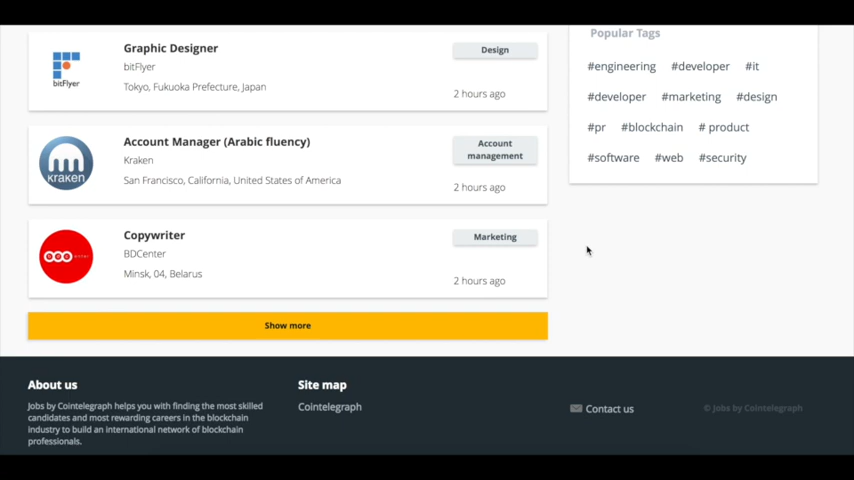 Popular Tags
Graphic Designer
Design
bitFlyer
bitFlyer
Tokyo, Fukuoka Prefecture, Japan
2 hours ago
#engineering #developer #it
#developer #marketing #design
#pr #blockchain # product
#software #web #security
Account Manager (Arabic fluency)
Account
management
Kraken
kraken
San Francisco, California, United States of America
2 hours ago
Copywriter
Marketing
BDCenter
Minsk, 04, Belarus
2 hours ago
Show more
About us
Jobs by Cointelegraph helps you with finding the most skilled
candidates and most rewarding careers in the blockchain
industry to build an international network of blockchain
professionals.
Site map
Cointelegraph
Contact us
© Jobs by Cointelegraph